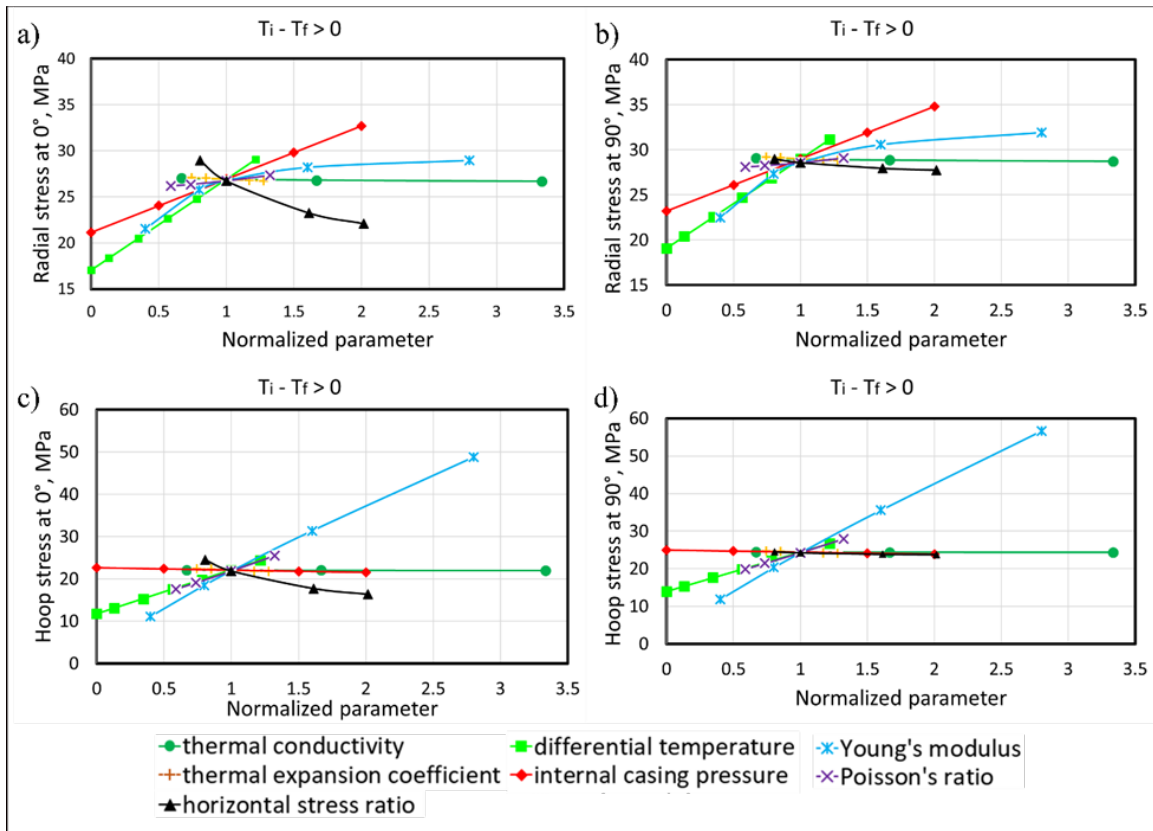 a)
Ti - Tf > 0
Radial stress at 0°, MPa
40
35
30
25
20
15
0 0.5 1 1.5 2 2.5 3 3.5
Normalized parameter
b)
Ti - Tf > 0
Radial stress at 90°, MPa
40
35
30
25
20
15
0 0.5 1 1.5 2 2.5 3 3.5
Normalized parameter
c)
Ti - Tf > 0
Hoop stress at 0°, MPa
60
50
40
30
20
10
0
0 0.5 1 1.5 2 2.5 3 3.5
Normalized parameter
d)
Ti - Tf > 0
Hoop stress at 90°, MPa
60
50
40
30
20
10
0
0 0.5 1 1.5 2 2.5 3 3.5
Normalized parameter
thermal conductivity differential temperature Young's modulus
thermal expansion coefficient internal casing pressure Poisson's ratio
horizontal stress ratio